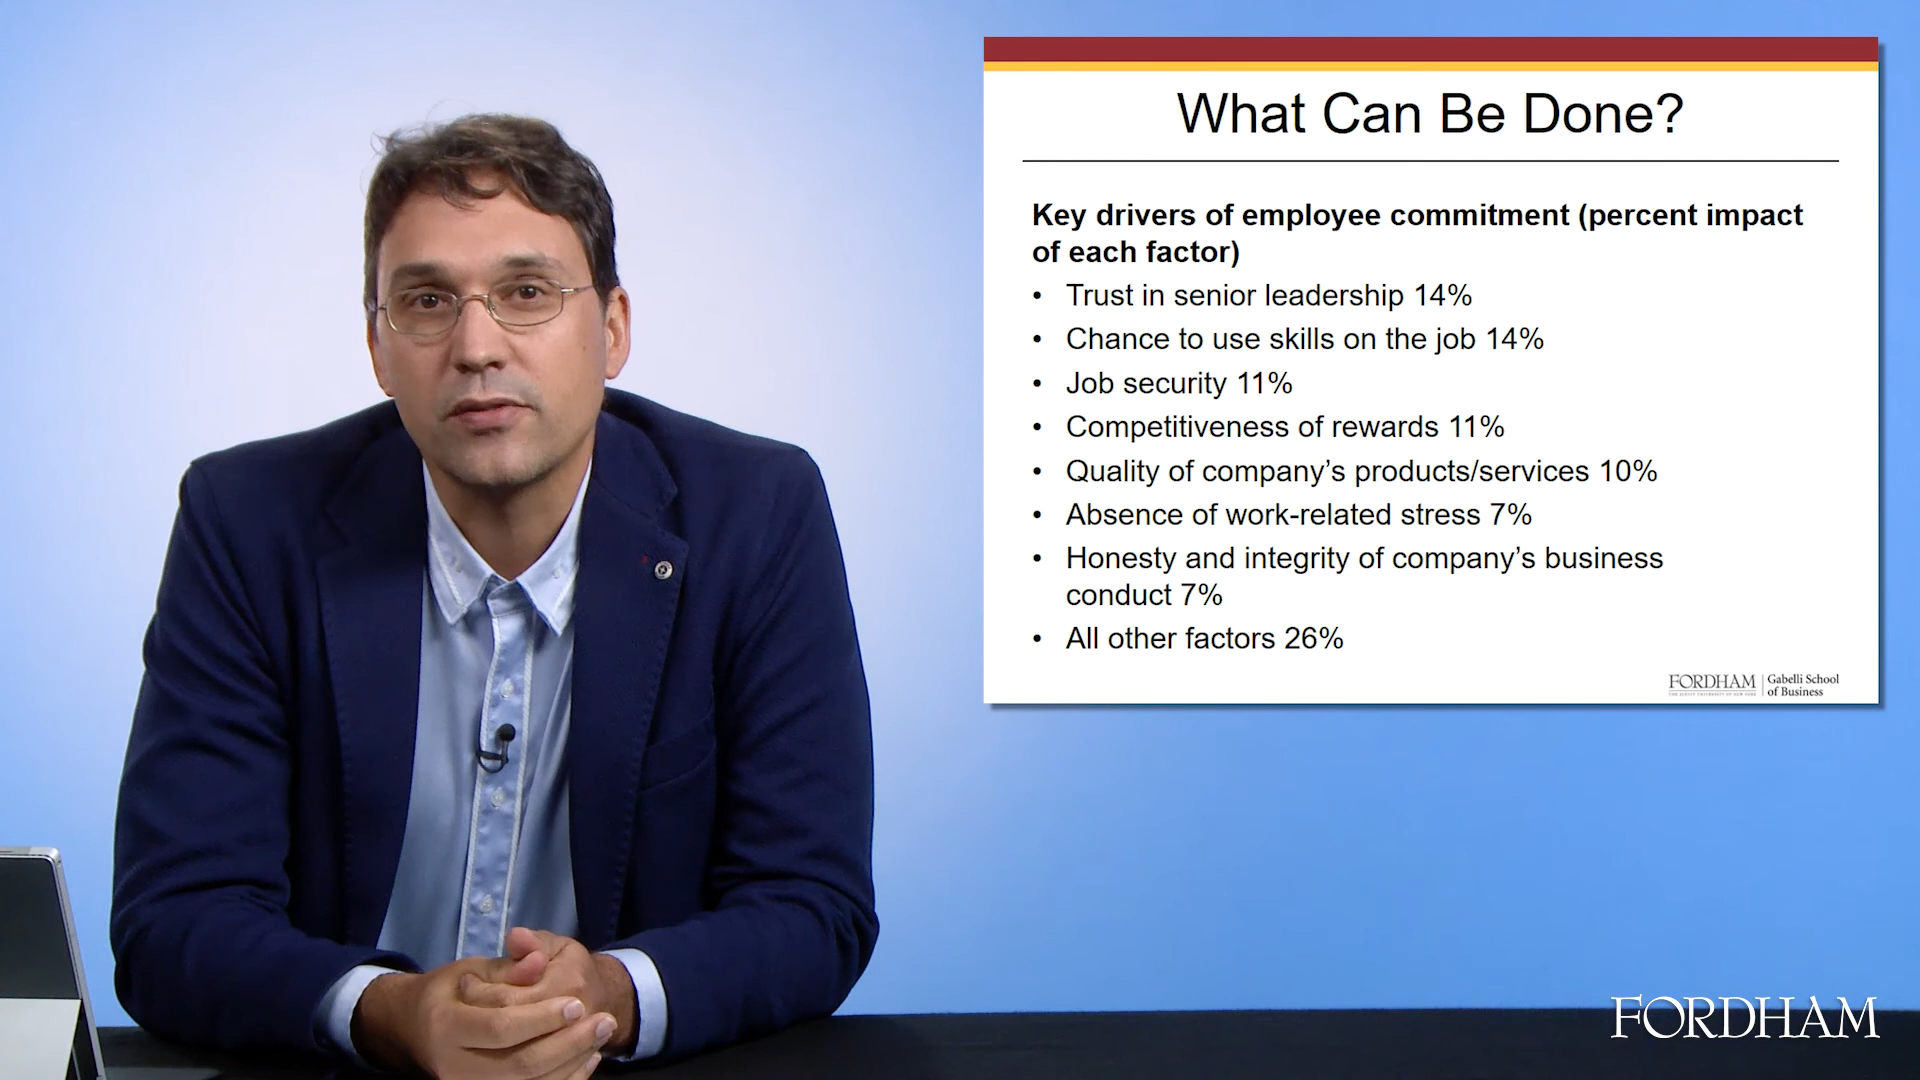 What Can Be Done?
Key drivers of employee commitment (percent impact
of each factor)
• Trust in senior leadership 14%
• Chance to use skills on the job 14%
• Job security 11%
• Competitiveness of rewards 11%
• Quality of company’s products/services 10%
• Absence of work-related stress 7%
• Honesty and integrity of company’s business
conduct 7%
• All other factors 26%
FORDHAM
Gabelli School
of Business
FORDHAM